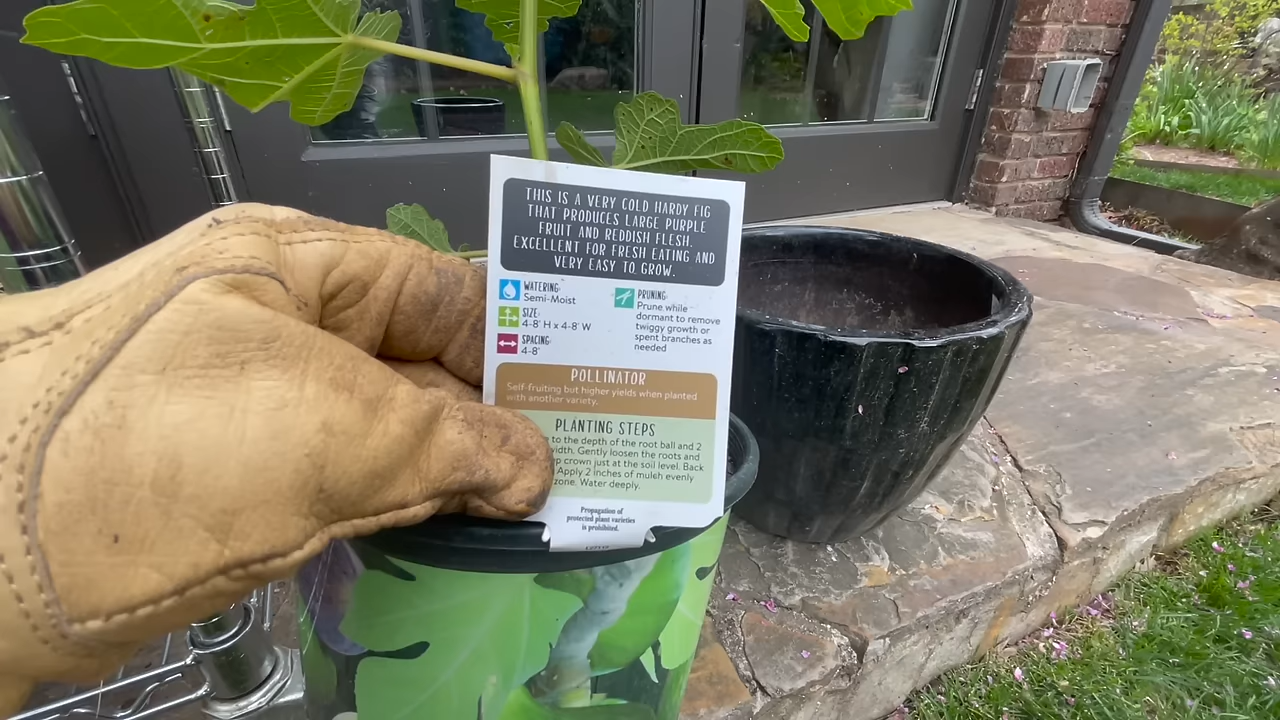 THIS IS A VERY COLD HARDY FIG
THAT PRODUCES LARGE PURPLE
FRUIT AND REDDISH FLESH.
EXCELLENT FOR FRESH EATING AND
VERY EASY TO GROW.
WATERING:
Semi-Moist
SIZE:
4-8' H x 4-8' W
SPACING:
4-8'
PRUNING:
Prune while
dormant to remove
twiggy growth or
spent branches as
needed
POLLINATOR
Self-fruiting but higher yields when planted
with another variety.
PLANTING STEPS
to the depth of the root ball and 2
Gently loosen the roots and
crown just at the soil level. Back
Apply 2 inches of mulch evenly
zone. Water deeply.
Propagation of
protected plant varieties
is prohibited.